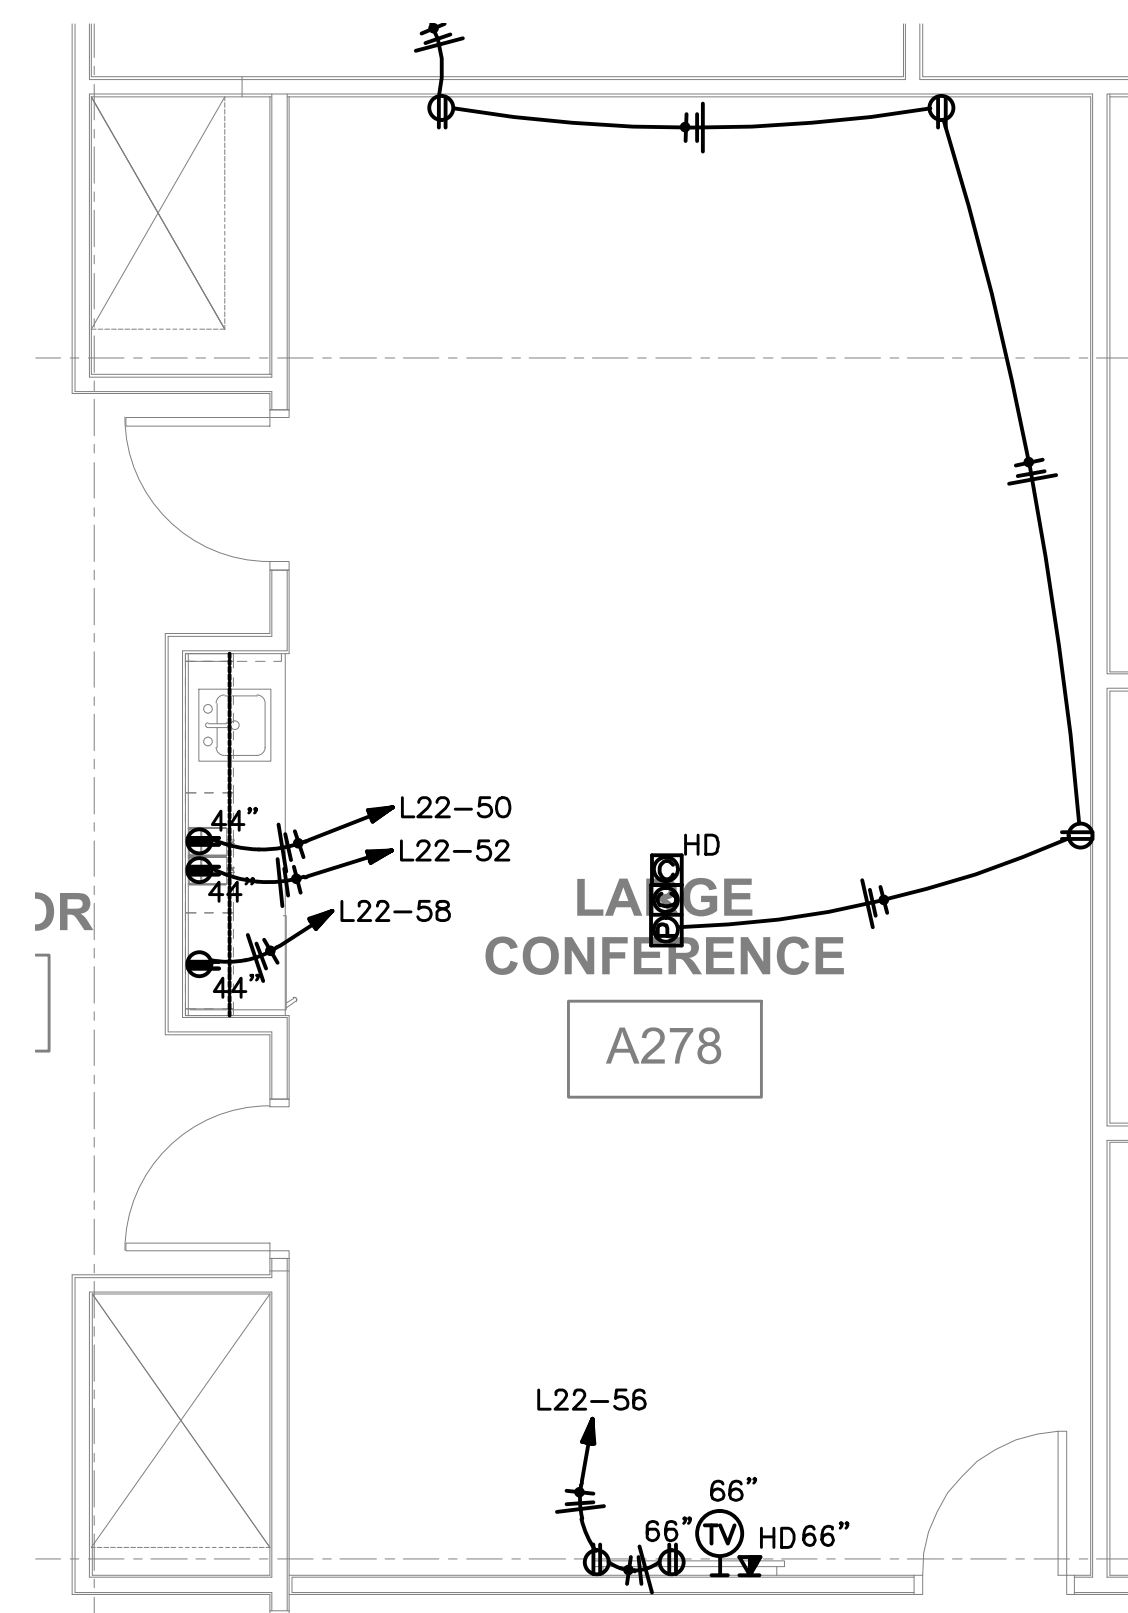 44”
L22-50
L22-52
44”
L22-58
44”
OR
HD
LARGE
CONFERENCE
A278
L22-56
66”
66”
TV
HD 66”